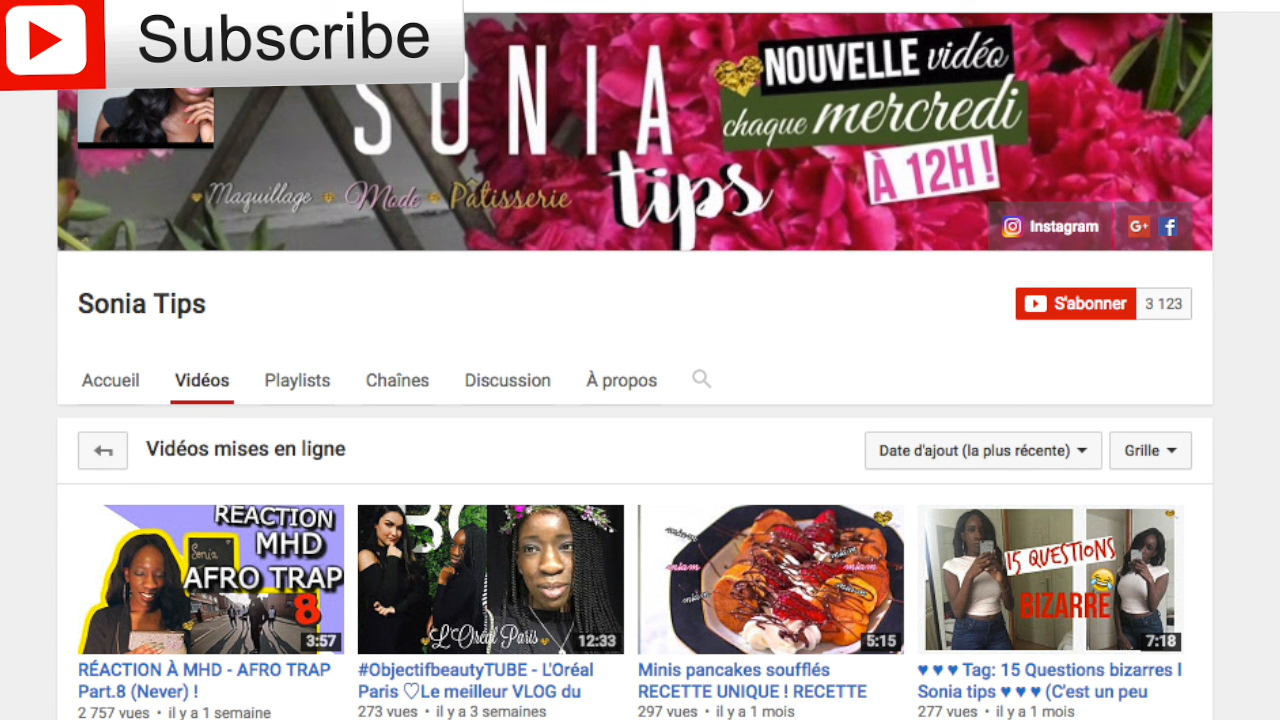 Subscribe
SONIA
tips
NOUVELLE vidéo
chaque mercredi
À 12H !
Maquillage Mode Pâtisserie
Instagram
Sonia Tips
S'abonner 3 123
Accueil Vidéos Playlists Chaînes Discussion À propos
Vidéos mises en ligne
Date d'ajout (la plus récente) Grille
REACTION
MHD
Sonia
AFRO TRAP
8
3:57
L'Oréal Paris
12:33
miam
miam
miam
miam
5:15
15 QUESTIONS
BIZARRE
7:18
RÉACTION À MHD - AFRO TRAP
Part.8 (Never) !
2 757 vues • il y a 1 semaine
#ObjectifbeautyTUBE - L'Oréal
Paris ♡Le meilleur VLOG du
273 vues • il y a 3 semaines
Minis pancakes soufflés
RECETTE UNIQUE ! RECETTE
297 vues • il y a 1 mois
♥ ♥ ♥ Tag: 15 Questions bizarres I
Sonia tips ♥ ♥ ♥ (C'est un peu
277 vues • il y a 1 mois